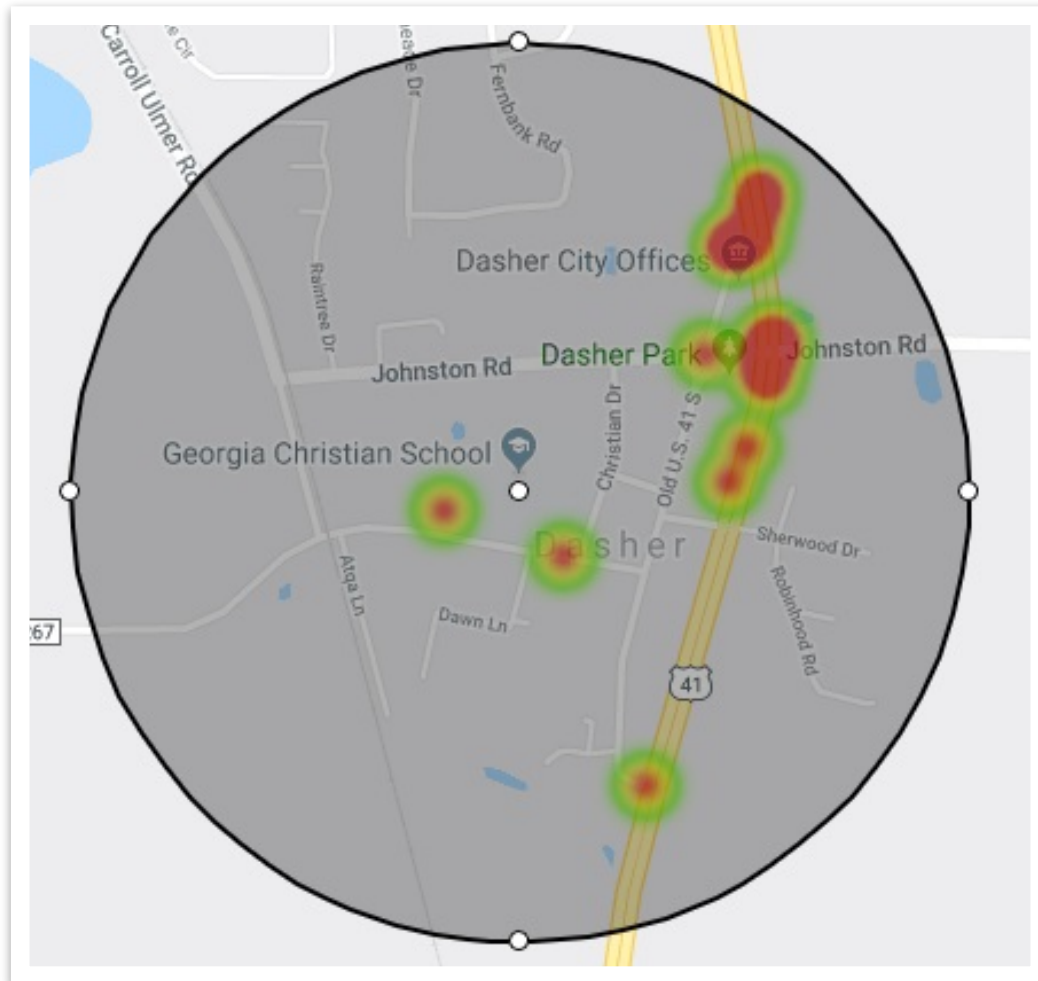 Carroll Ulmer Rd
Fernbank Rd
Raintree Dr
Dasher City Offices
Dasher Park
Johnston Rd
Johnston Rd
Christian Dr
Old U.S. 41 S
Georgia Christian School
Dasher
Sherwood Dr
Atqa Ln
Dawn Ln
Robinhood Rd
41